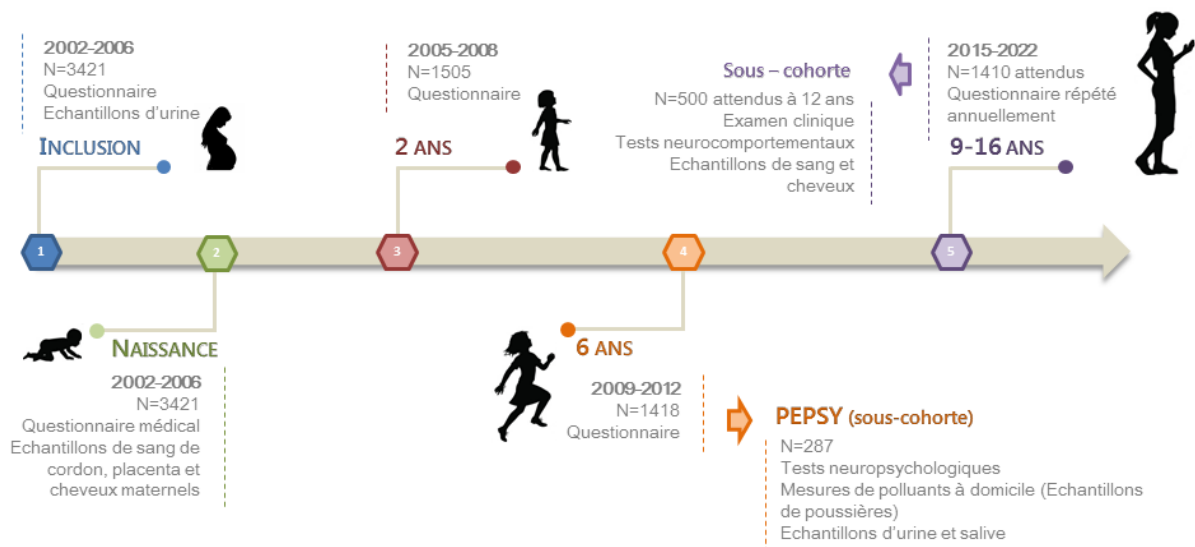 2002-2006
N=3421
Questionnaire
Echantillons d'urine
INCLUSION
2005-2008
N=1505
Questionnaire
2 ANS
Sous – cohorte
N=500 attendus à 12 ans
Examen clinique
Tests neurocomportementaux
Echantillons de sang et
cheveux
2015-2022
N=1410 attendus
Questionnaire répété
annuellement
9-16 ANS
1
2
3
4
5
NAISSANCE
2002-2006
N=3421
Questionnaire médical
Echantillons de sang de
cordon, placenta et
cheveux maternels
6 ANS
2009-2012
N=1418
Questionnaire
PEPSY (sous-cohorte)
N=287
Tests neuropsychologiques
Mesures de polluants à domicile (Echantillons
de poussières)
Echantillons d'urine et salive